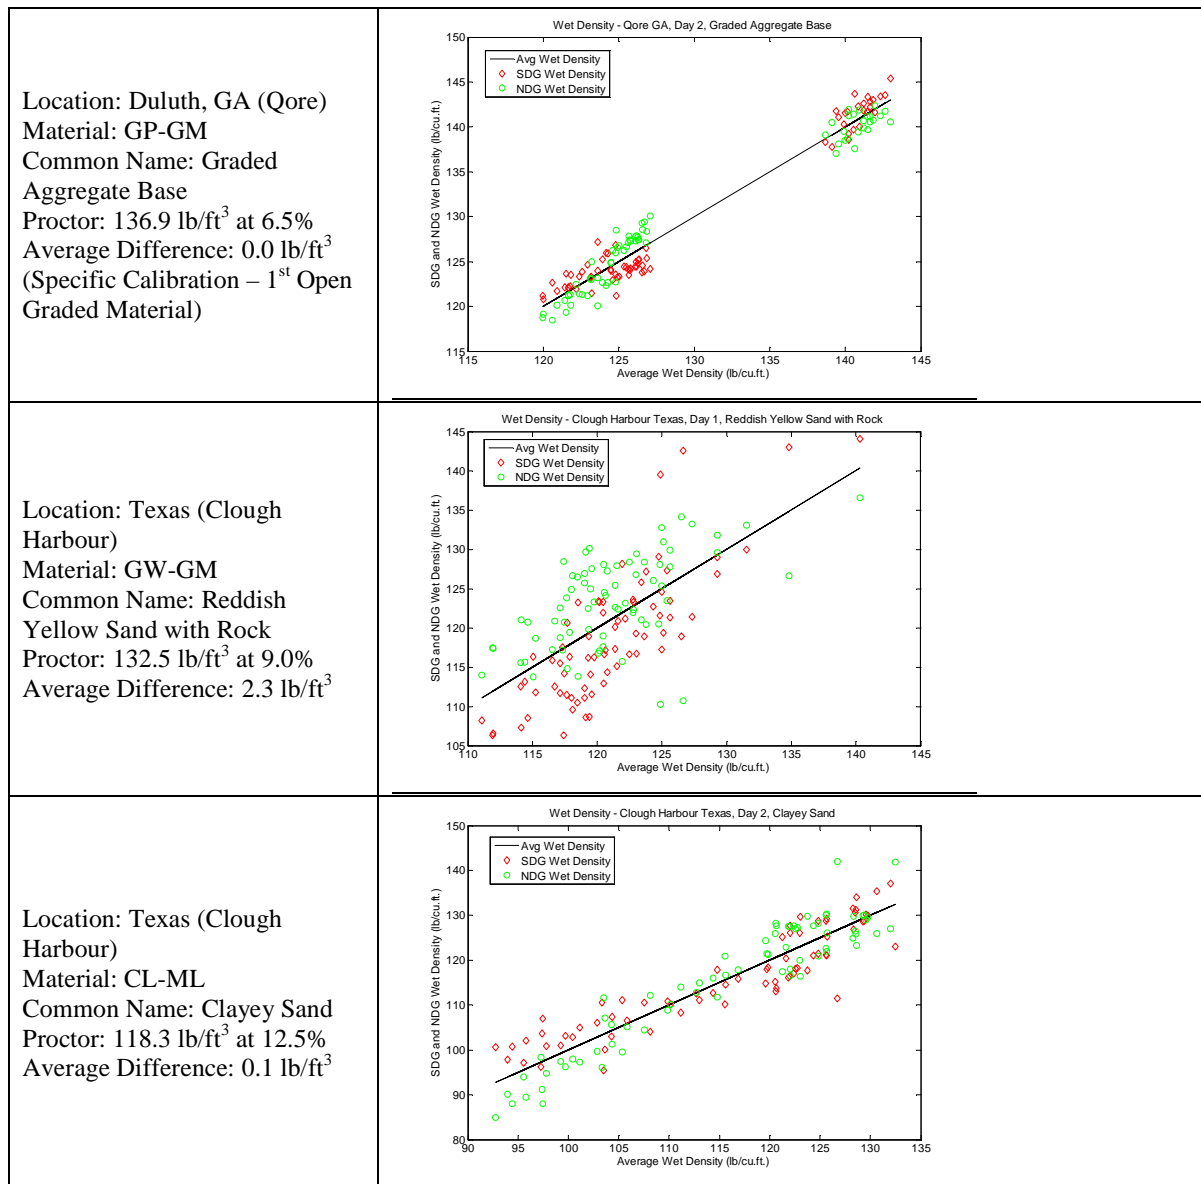 Location: Duluth, GA (Qore)
Material: GP-GM
Common Name: Graded
Aggregate Base
Proctor: 136.9 lb/ft³ at 6.5%
Average Difference: 0.0 lb/ft³
(Specific Calibration – 1st Open
Graded Material)
Wet Density - Qore GA, Day 2, Graded Aggregate Base
Avg Wet Density
SDG Wet Density
NDG Wet Density
SDG and NDG Wet Density (lb/cu.ft.)
150
145
140
135
130
125
120
115
115 120 125 130 135 140 145
Average Wet Density (lb/cu.ft.)
Location: Texas (Clough
Harbour)
Material: GW-GM
Common Name: Reddish
Yellow Sand with Rock
Proctor: 132.5 lb/ft³ at 9.0%
Average Difference: 2.3 lb/ft³
Wet Density - Clough Harbour Texas, Day 1, Reddish Yellow Sand with Rock
Avg Wet Density
SDG Wet Density
NDG Wet Density
SDG and NDG Wet Density (lb/cu.ft.)
145
140
135
130
125
120
115
110
105
110 115 120 125 130 135 140 145
Average Wet Density (lb/cu.ft.)
Location: Texas (Clough
Harbour)
Material: CL-ML
Common Name: Clayey Sand
Proctor: 118.3 lb/ft³ at 12.5%
Average Difference: 0.1 lb/ft³
Wet Density - Clough Harbour Texas, Day 2, Clayey Sand
Avg Wet Density
SDG Wet Density
NDG Wet Density
SDG and NDG Wet Density (lb/cu.ft.)
150
140
130
120
110
100
90
80
90 95 100 105 110 115 120 125 130 135
Average Wet Density (lb/cu.ft.)